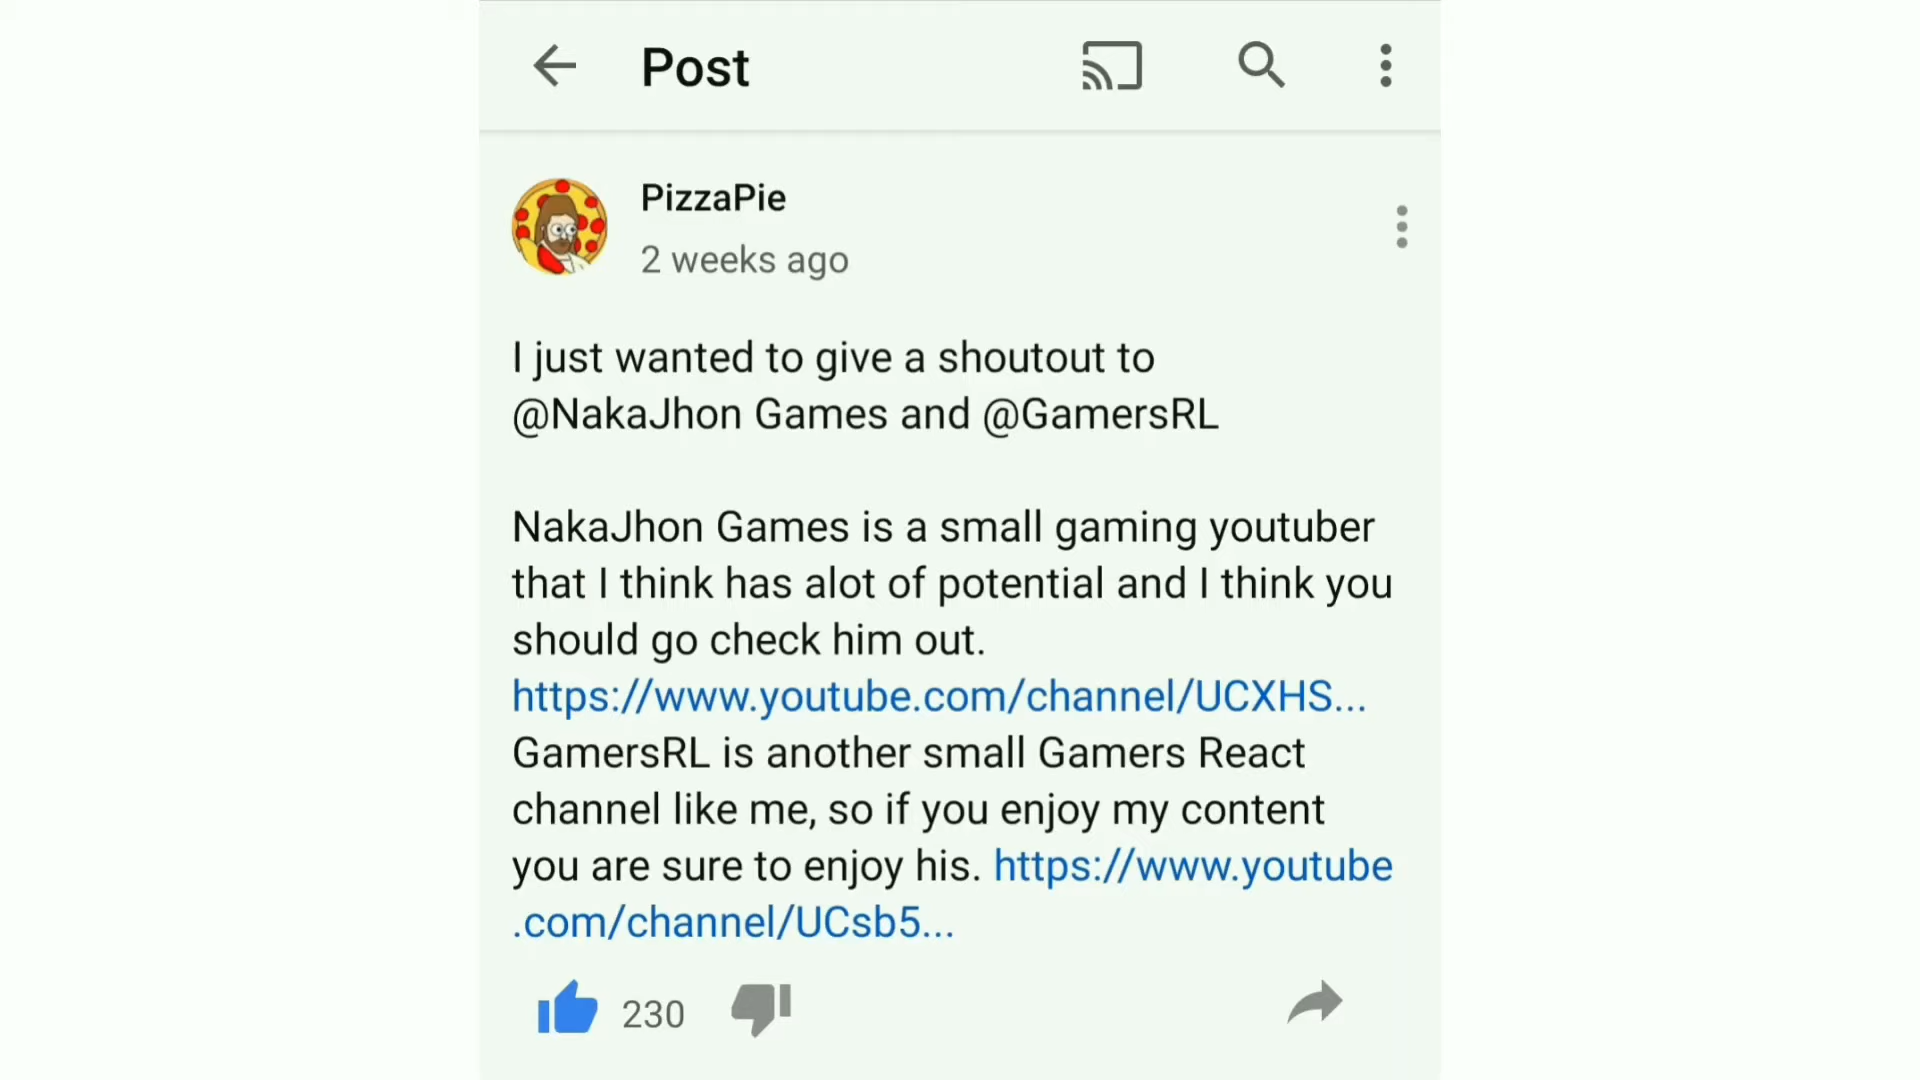 Post
PizzaPie
2 weeks ago
I just wanted to give a shoutout to
@NakaJhon Games and @GamersRL
NakaJhon Games is a small gaming youtuber
that I think has alot of potential and I think you
should go check him out.
https://www.youtube.com/channel/UCXHS...
GamersRL is another small Gamers React
channel like me, so if you enjoy my content
you are sure to enjoy his. https://www.youtube
.com/channel/UCsb5...
230